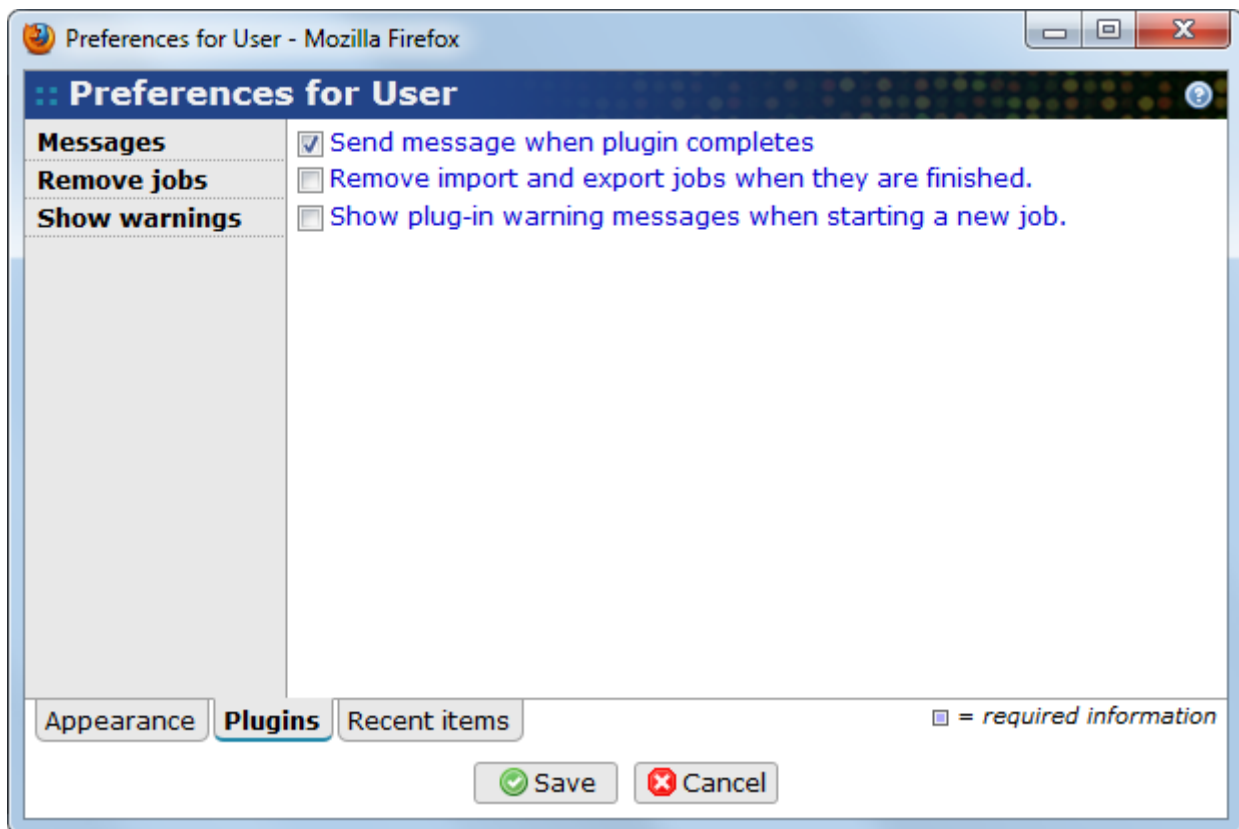 Preferences for User - Mozilla Firefox
:: Preferences for User
Messages
Send message when plugin completes
Remove jobs
Remove import and export jobs when they are finished.
Show warnings
Show plug-in warning messages when starting a new job.
Appearance Plugins Recent items = required information
Save Cancel